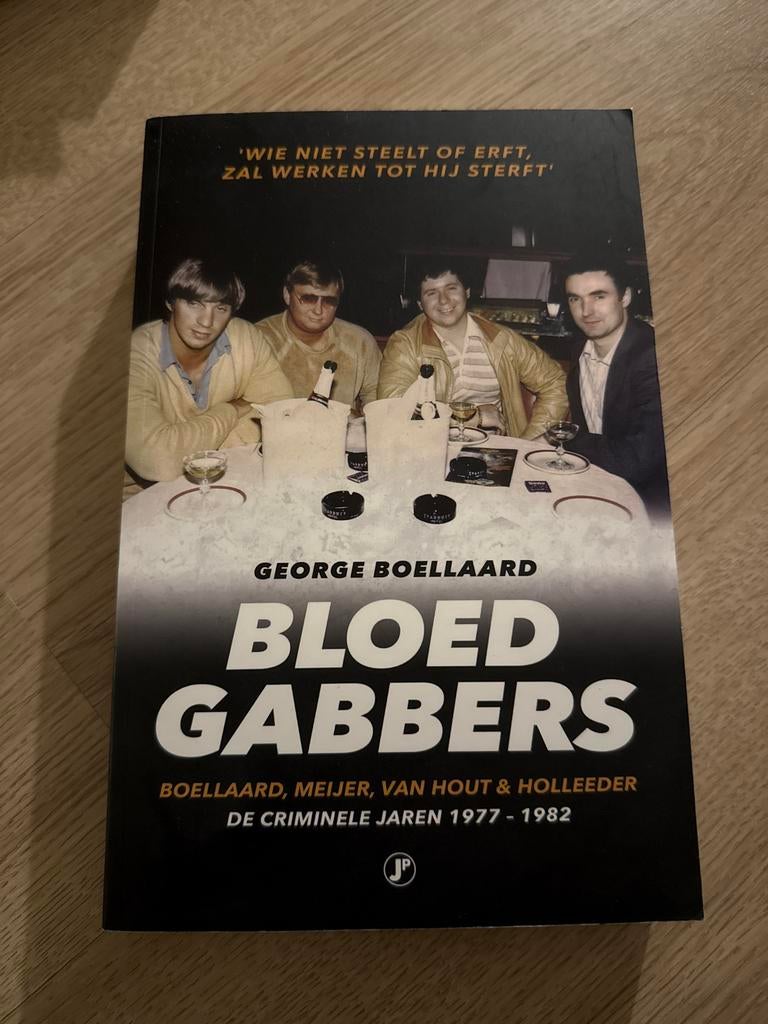 'WIE NIET STEELT OF ERFT,
ZAL WERKEN TOT HIJ STERFT'
GEORGE BOELLAARD
BLOED
GABBERS
BOELLAARD, MEIJER, VAN HOUT & HOLLEEDER
DE CRIMINELE JAREN 1977 – 1982
JP